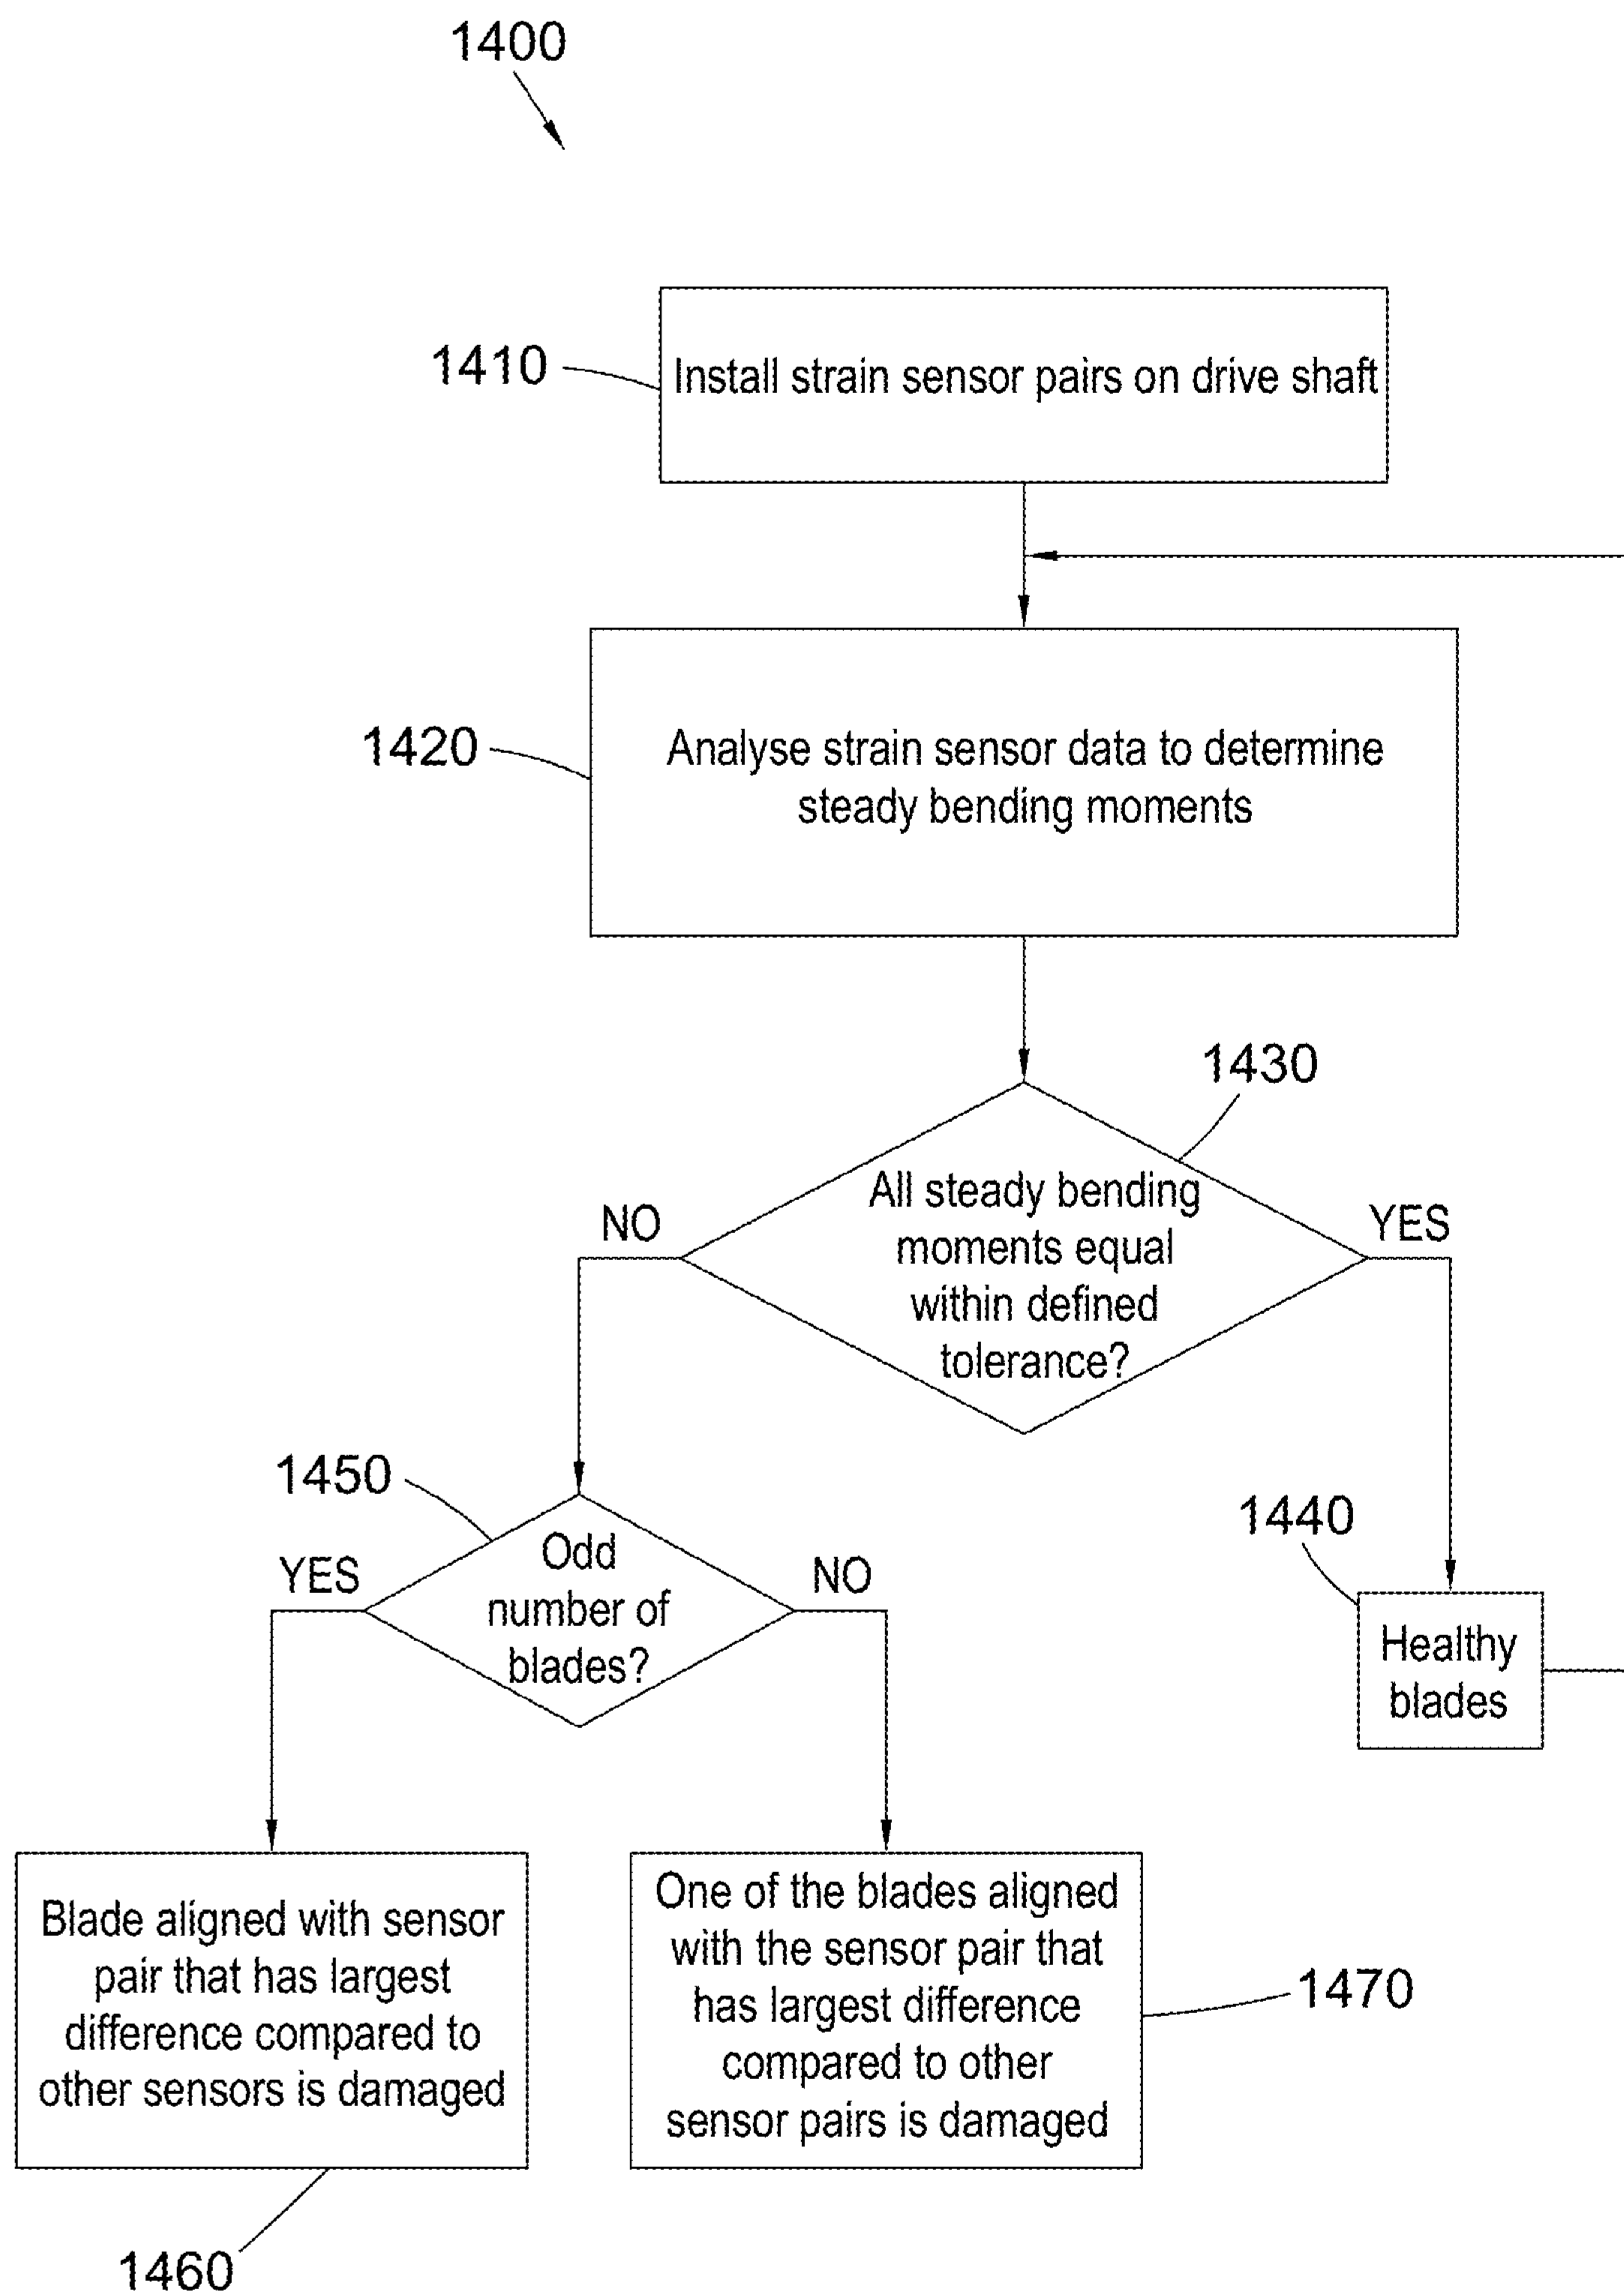 1400
1410
Install strain sensor pairs on drive shaft
1420
Analyse strain sensor data to determine
steady bending moments
1430
All steady bending
moments equal
within defined
tolerance?
NO
YES
1450
Odd
number of
blades?
YES
NO
1440
Healthy
blades
Blade aligned with sensor
pair that has largest
difference compared to
other sensors is damaged
1460
One of the blades aligned
with the sensor pair that
has largest difference
compared to other
sensor pairs is damaged
1470